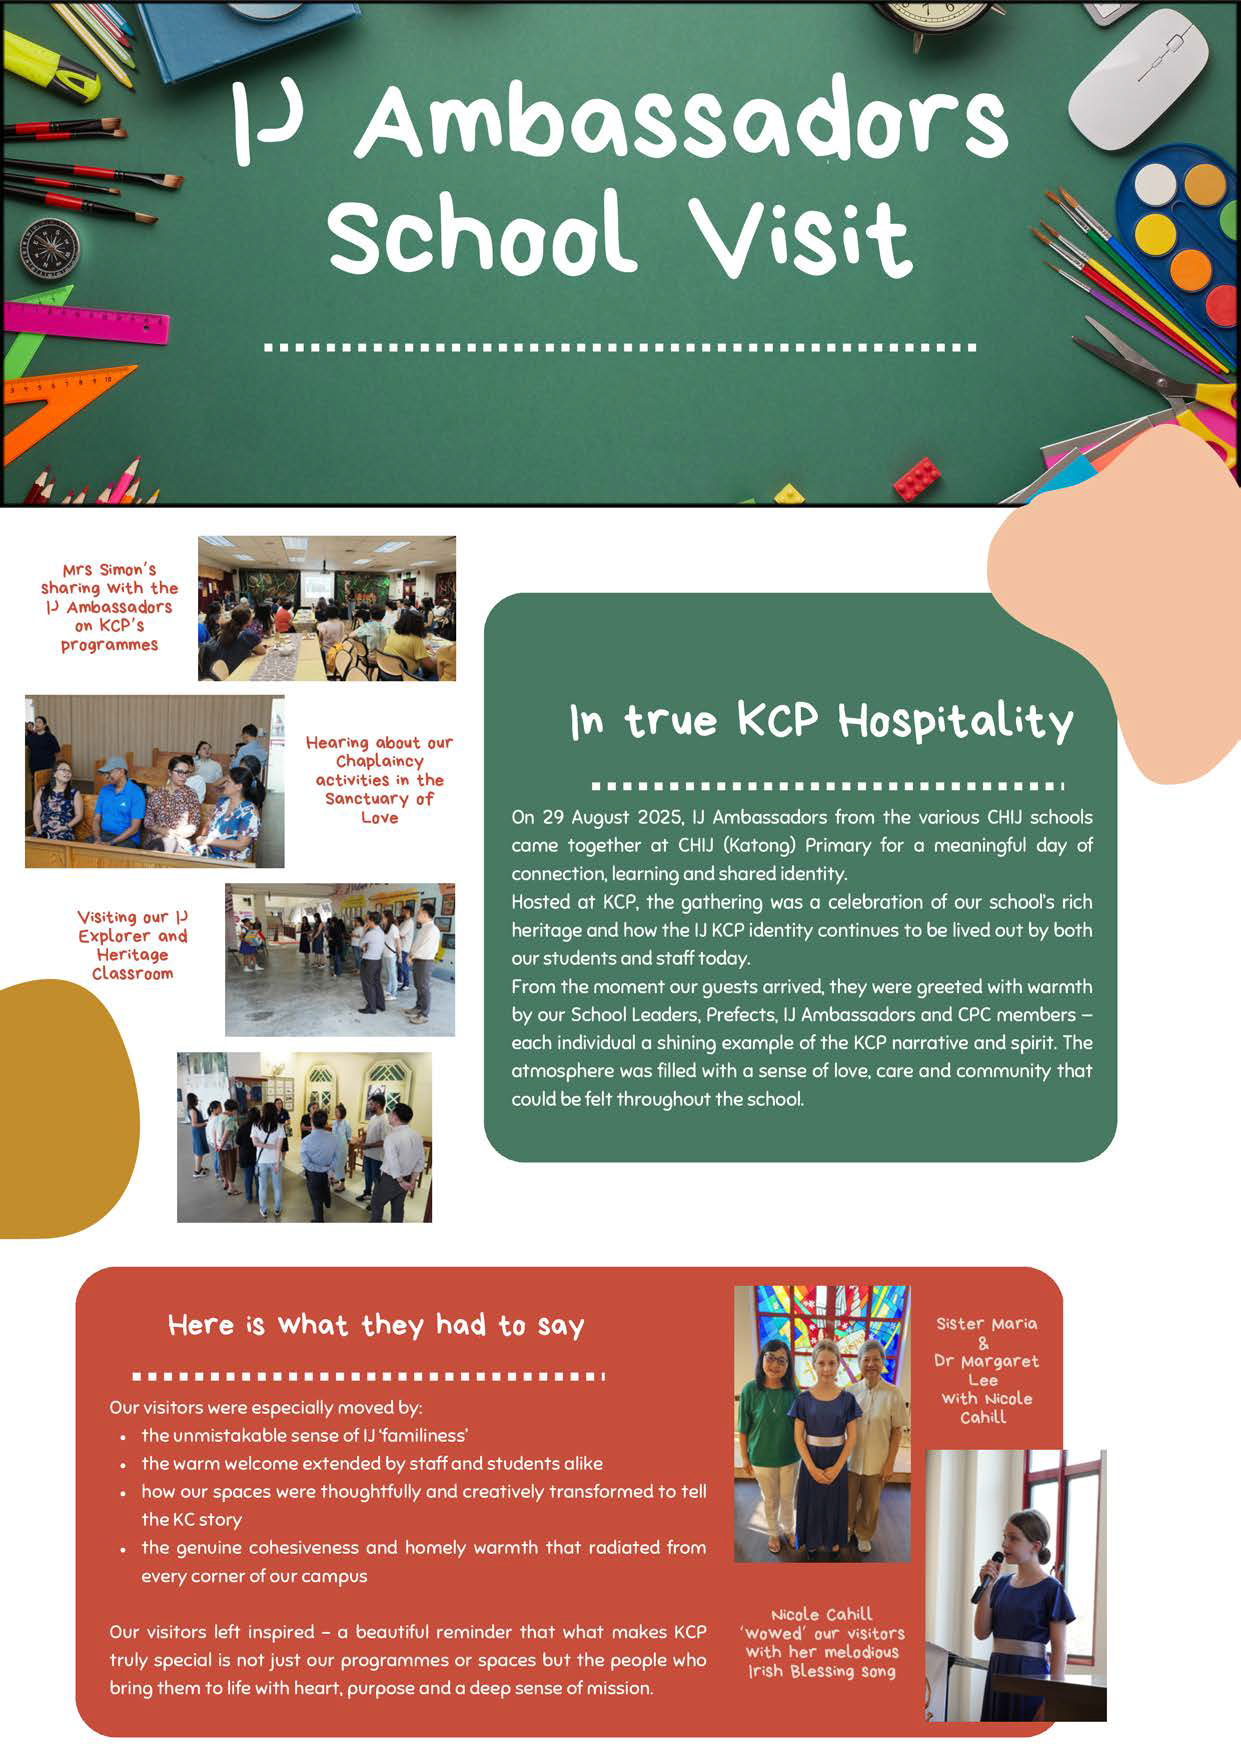 IJ Ambassadors
School Visit
Mrs Simon's
sharing with the
IJ Ambassadors
on KCP's
programmes
Hearing about our
Chaplaincy
activities in the
Sanctuary of
Love
Visiting our IJ
Explorer and
Heritage
Classroom
In true KCP Hospitality
On 29 August 2025, IJ Ambassadors from the various CHIJ schools
came together at CHIJ (Katong) Primary for a meaningful day of
connection, learning and shared identity.
Hosted at KCP, the gathering was a celebration of our school's rich
heritage and how the IJ KCP identity continues to be lived out by both
our students and staff today.
From the moment our guests arrived, they were greeted with warmth
by our School Leaders, Prefects, IJ Ambassadors and CPC members –
each individual a shining example of the KCP narrative and spirit. The
atmosphere was filled with a sense of love, care and community that
could be felt throughout the school.
Here is what they had to say
Our visitors were especially moved by:
• the unmistakable sense of IJ 'familiness'
• the warm welcome extended by staff and students alike
• how our spaces were thoughtfully and creatively transformed to tell
the KC story
• the genuine cohesiveness and homely warmth that radiated from
every corner of our campus
Our visitors left inspired – a beautiful reminder that what makes KCP
truly special is not just our programmes or spaces but the people who
bring them to life with heart, purpose and a deep sense of mission.
Sister Maria
&
Dr Margaret
Lee
with Nicole
Cahill
Nicole Cahill
'wowed' our visitors
with her melodious
Irish Blessing song